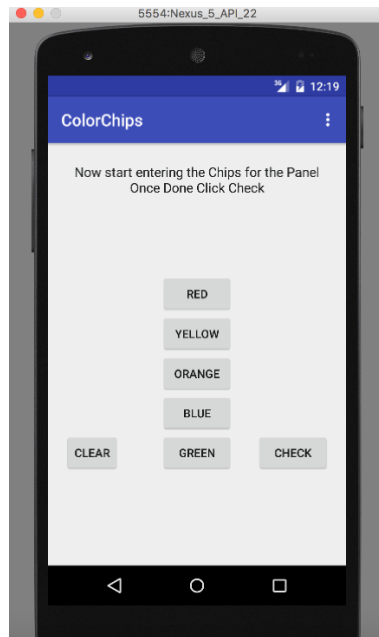 5554:Nexus_5_API_22
36 12:19
ColorChips
Now start entering the Chips for the Panel
Once Done Click Check
RED
YELLOW
ORANGE
BLUE
CLEAR GREEN CHECK